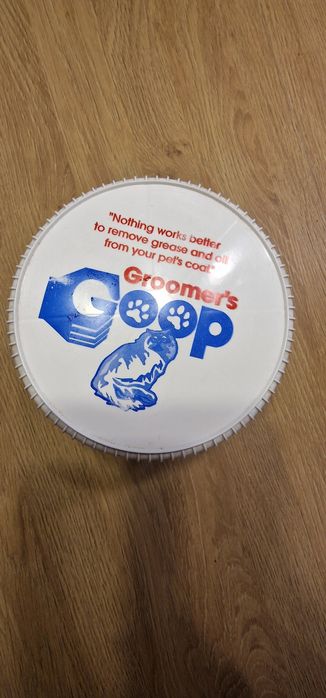 "Nothing works better
to remove grease and oil
from your pet's coat"
Groomer's
Goop